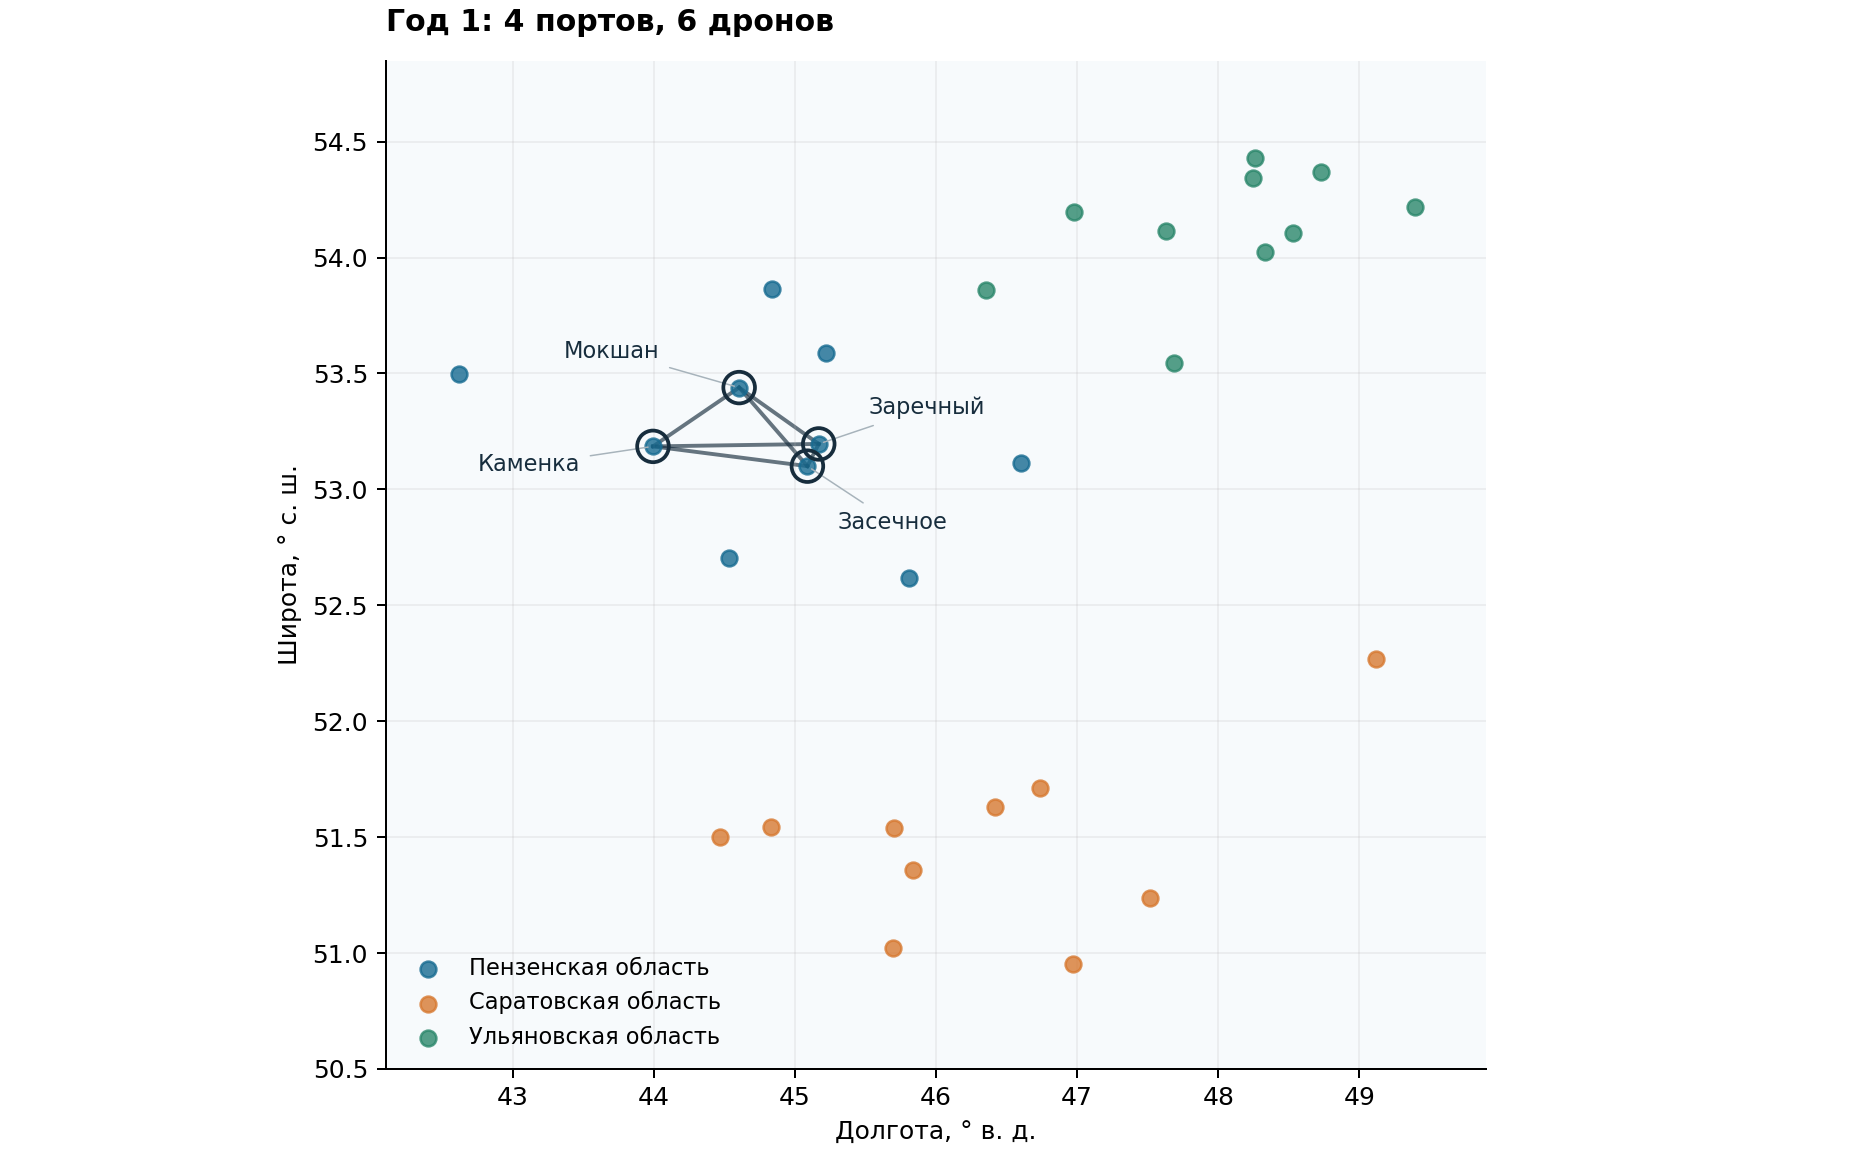 Год 1: 4 портов, 6 дронов
54.5
54.0
53.5
53.0
52.5
52.0
51.5
51.0
50.5
Широта, ° с. ш.
Мокшан
Заречный
Каменка
Засечное
Пензенская область
Саратовская область
Ульяновская область
43 44 45 46 47 48 49
Долгота, ° в. д.